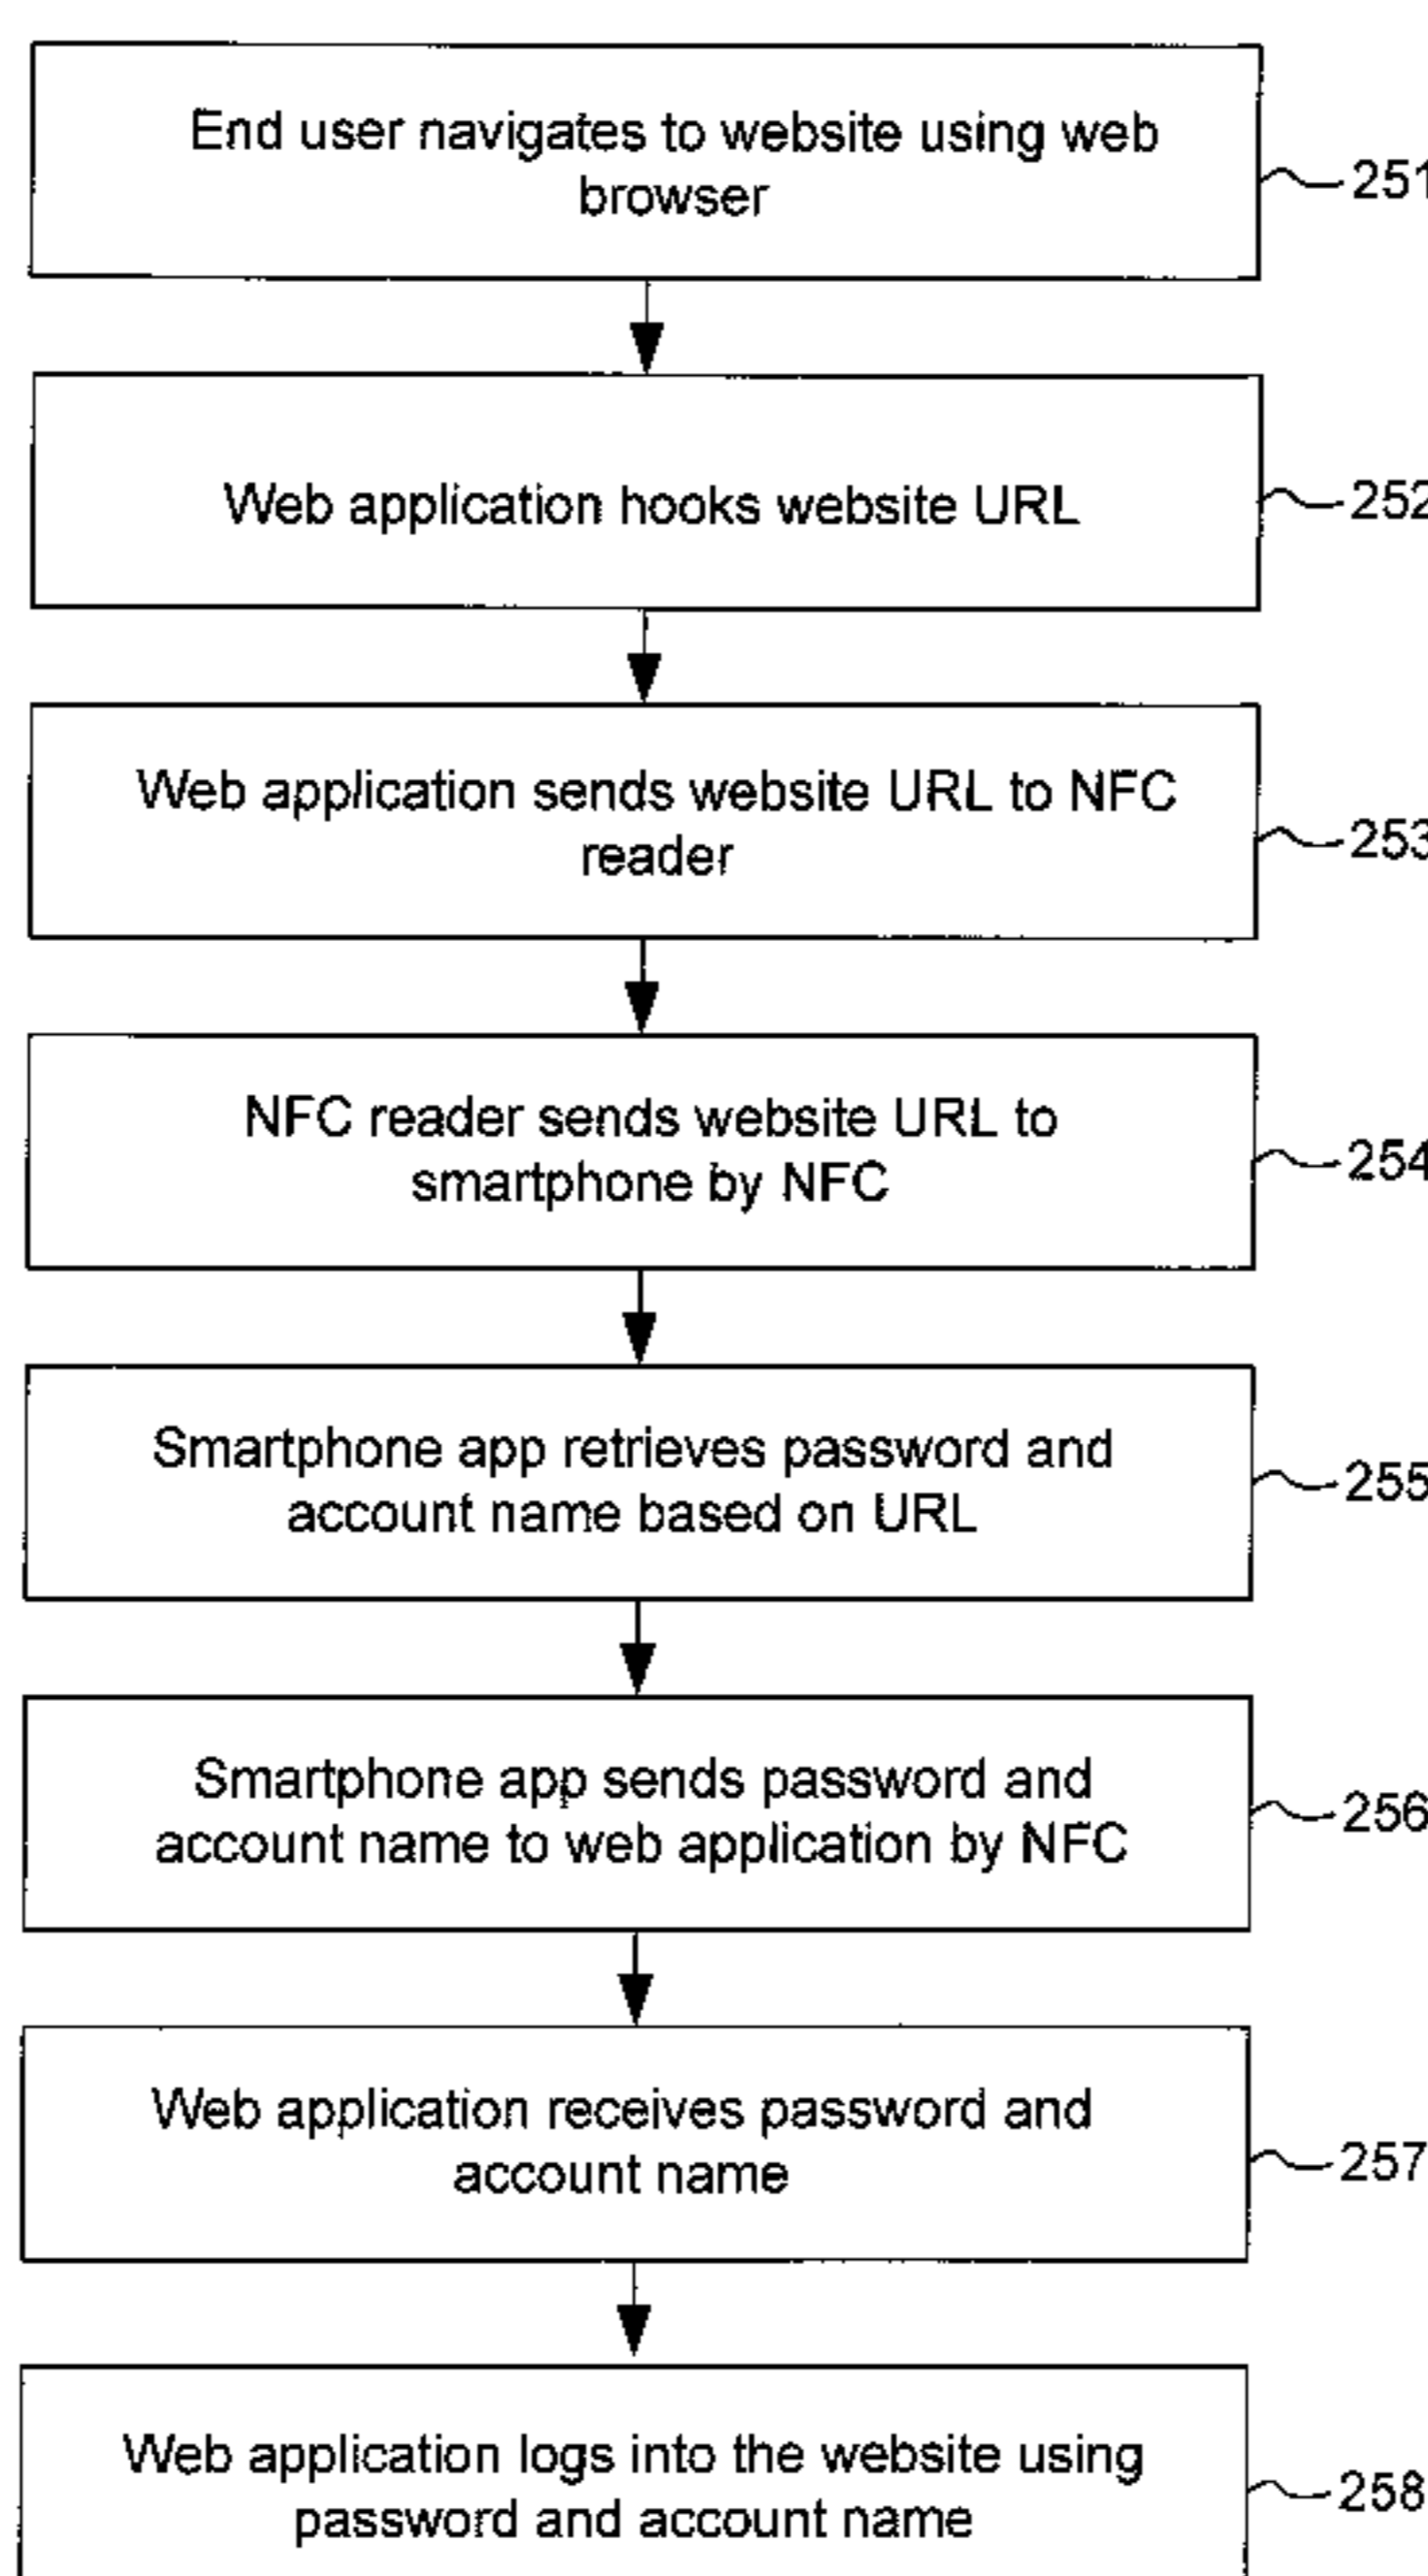 End user navigates to website using web
browser
251
Web application hooks website URL
252
Web application sends website URL to NFC
reader
253
NFC reader sends website URL to
smartphone by NFC
254
Smartphone app retrieves password and
account name based on URL
255
Smartphone app sends password and
account name to web application by NFC
256
Web application receives password and
account name
257
Web application logs into the website using
password and account name
258